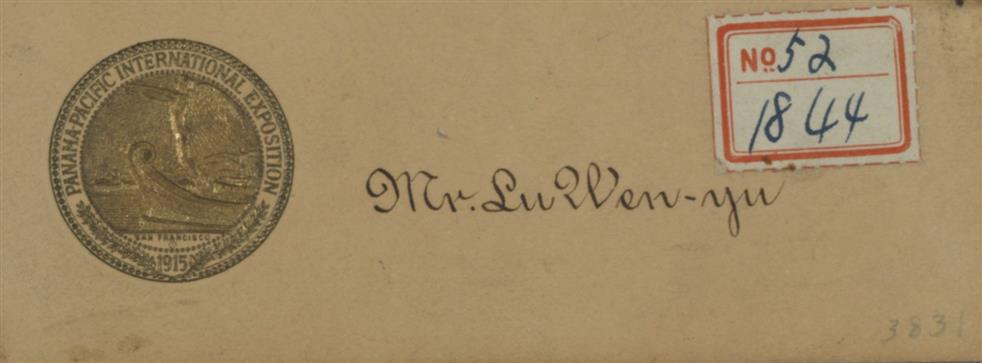 PANAMA-PACIFIC INTERNATIONAL EXPOSITION
SAN FRANCISCO
1915
No 52
1844
Mr. Lu Wen-yu
3831